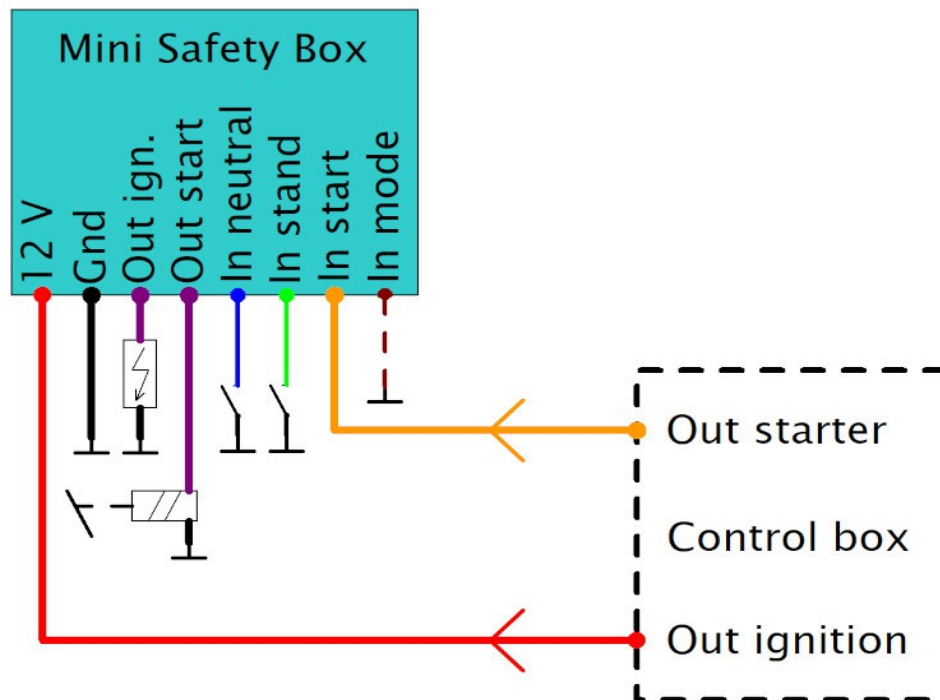 Mini Safety Box
12 V
Gnd
Out ign.
Out start
In neutral
In stand
In start
In mode
Out starter
Control box
Out ignition